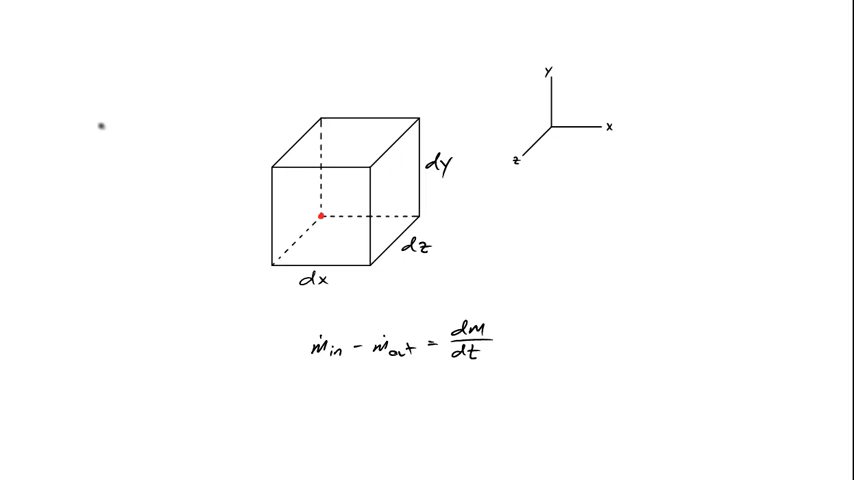 y
x
z
dy
dz
dx
ṁin - ṁout = dm/dt